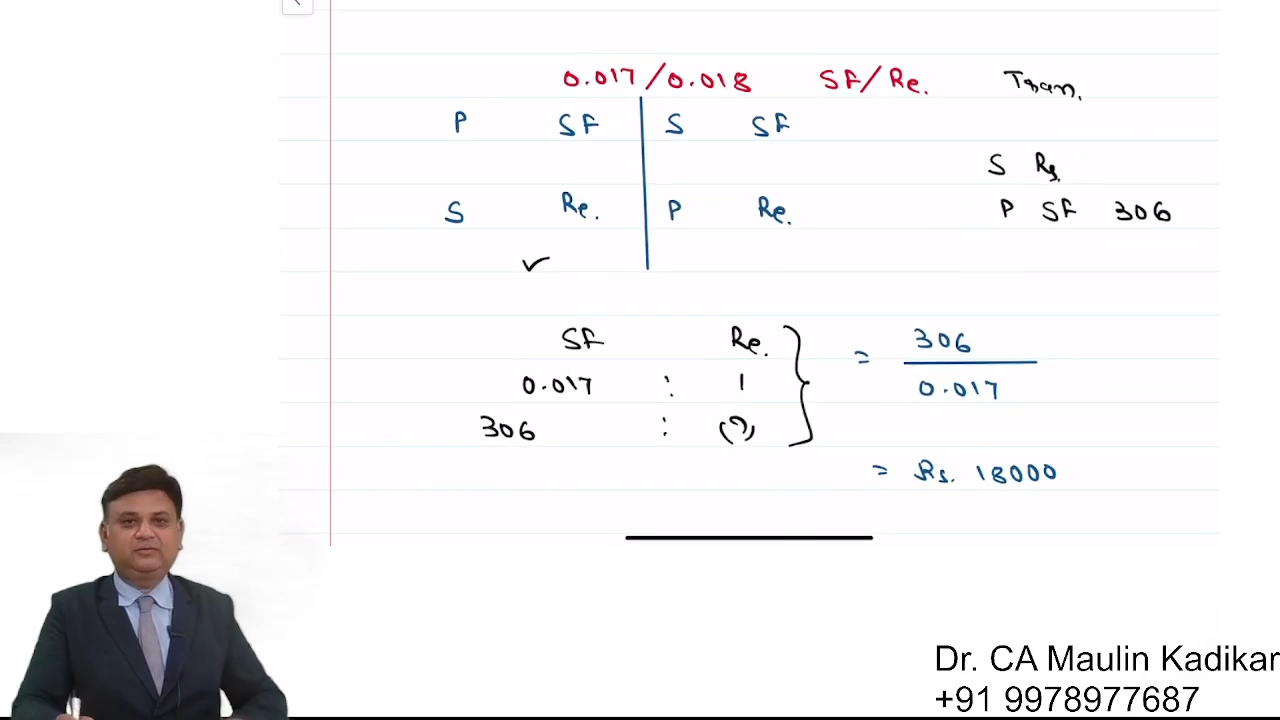 0.017/0.018 SF/Re. Tran.
P SF S SF
S Rs.
S Re. P Re. P SF 306
SF Re. = 306
0.017 : 1 0.017
306 : (?)
= Rs. 18000
Dr. CA Maulin Kadikar
+91 9978977687